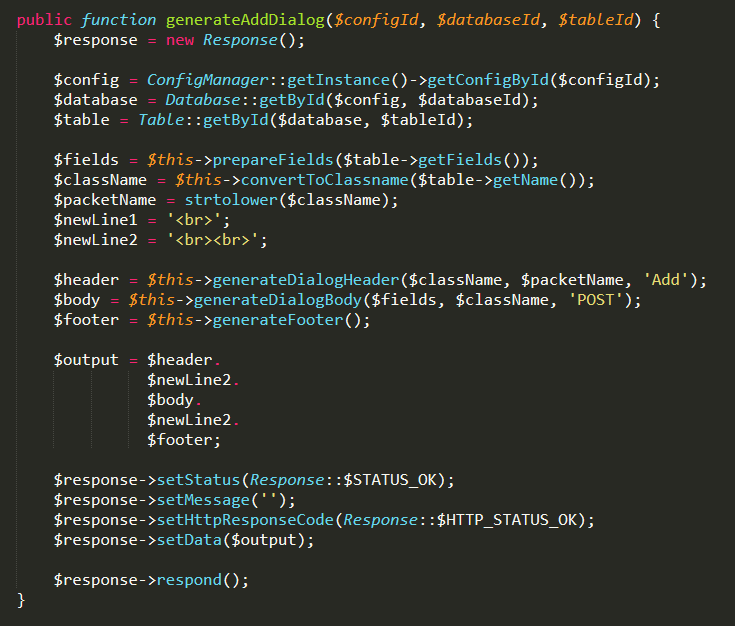 public function generateAddDialog($configId, $databaseId, $tableId) {
$response = new Response();
$config = ConfigManager::getInstance()->getConfigById($configId);
$database = Database::getById($config, $databaseId);
$table = Table::getById($database, $tableId);
$fields = $this->prepareFields($table->getFields());
$className = $this->convertToClassname($table->getName());
$packetName = strtolower($className);
$newLine1 = '<br>';
$newLine2 = '<br><br>';
$header = $this->generateDialogHeader($className, $packetName, 'Add');
$body = $this->generateDialogBody($fields, $className, 'POST');
$footer = $this->generateFooter();
$output = $header.
$newLine2.
$body.
$newLine2.
$footer;
$response->setStatus(Response::$STATUS_OK);
$response->setMessage('');
$response->setHttpResponseCode(Response::$HTTP_STATUS_OK);
$response->setData($output);
$response->respond();
}